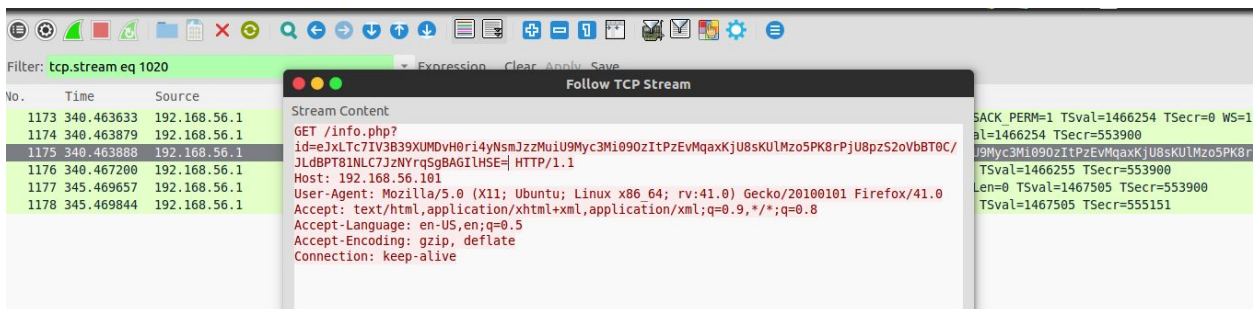 Filter: tcp.stream eq 1020
Expression... Clear Apply Save
Follow TCP Stream
No. Time Source
Stream Content
1173 340.463633 192.168.56.1
1174 340.463879 192.168.56.1
1175 340.463888 192.168.56.1
1176 340.467200 192.168.56.1
1177 345.469657 192.168.56.1
1178 345.469844 192.168.56.1
GET /info.php?
id=eJxLTc7IV3B39XUMDvH0ri4yNsmJzzMuiU9Myc3Mi09OzItPzEvMqaxKjU8sKUlMzo5PK8rPjU8pzS2oVbBT0C/
JLdBPT81NLC7JzNYrqSgBAGIlHSE= HTTP/1.1
Host: 192.168.56.101
User-Agent: Mozilla/5.0 (X11; Ubuntu; Linux x86_64; rv:41.0) Gecko/20100101 Firefox/41.0
Accept: text/html,application/xhtml+xml,application/xml;q=0.9,*/*;q=0.8
Accept-Language: en-US,en;q=0.5
Accept-Encoding: gzip, deflate
Connection: keep-alive
SACK_PERM=1 TSval=1466254 TSecr=0 WS=1
al=1466254 TSecr=553900
U9Myc3Mi09OzItPzEvMqaxKjU8sKUlMzo5PK8r
TSval=1466255 TSecr=553900
Len=0 TSval=1467505 TSecr=553900
TSval=1467505 TSecr=555151